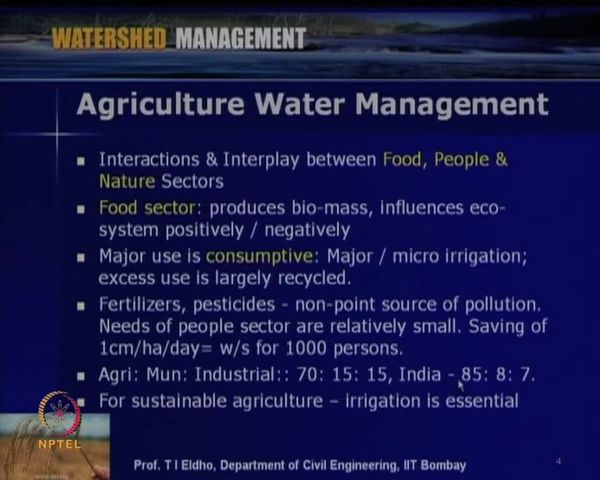 WATERSHED MANAGEMENT
Agriculture Water Management
Interactions & Interplay between Food, People &
Nature Sectors
Food sector: produces bio-mass, influences eco-
system positively / negatively
Major use is consumptive: Major / micro irrigation;
excess use is largely recycled.
Fertilizers, pesticides - non-point source of pollution.
Needs of people sector are relatively small. Saving of
1cm/ha/day= w/s for 1000 persons.
Agri: Mun: Industrial:: 70: 15: 15, India - 85: 8: 7.
For sustainable agriculture – irrigation is essential
NPTEL
Prof. T I Eldho, Department of Civil Engineering, IIT Bombay
4